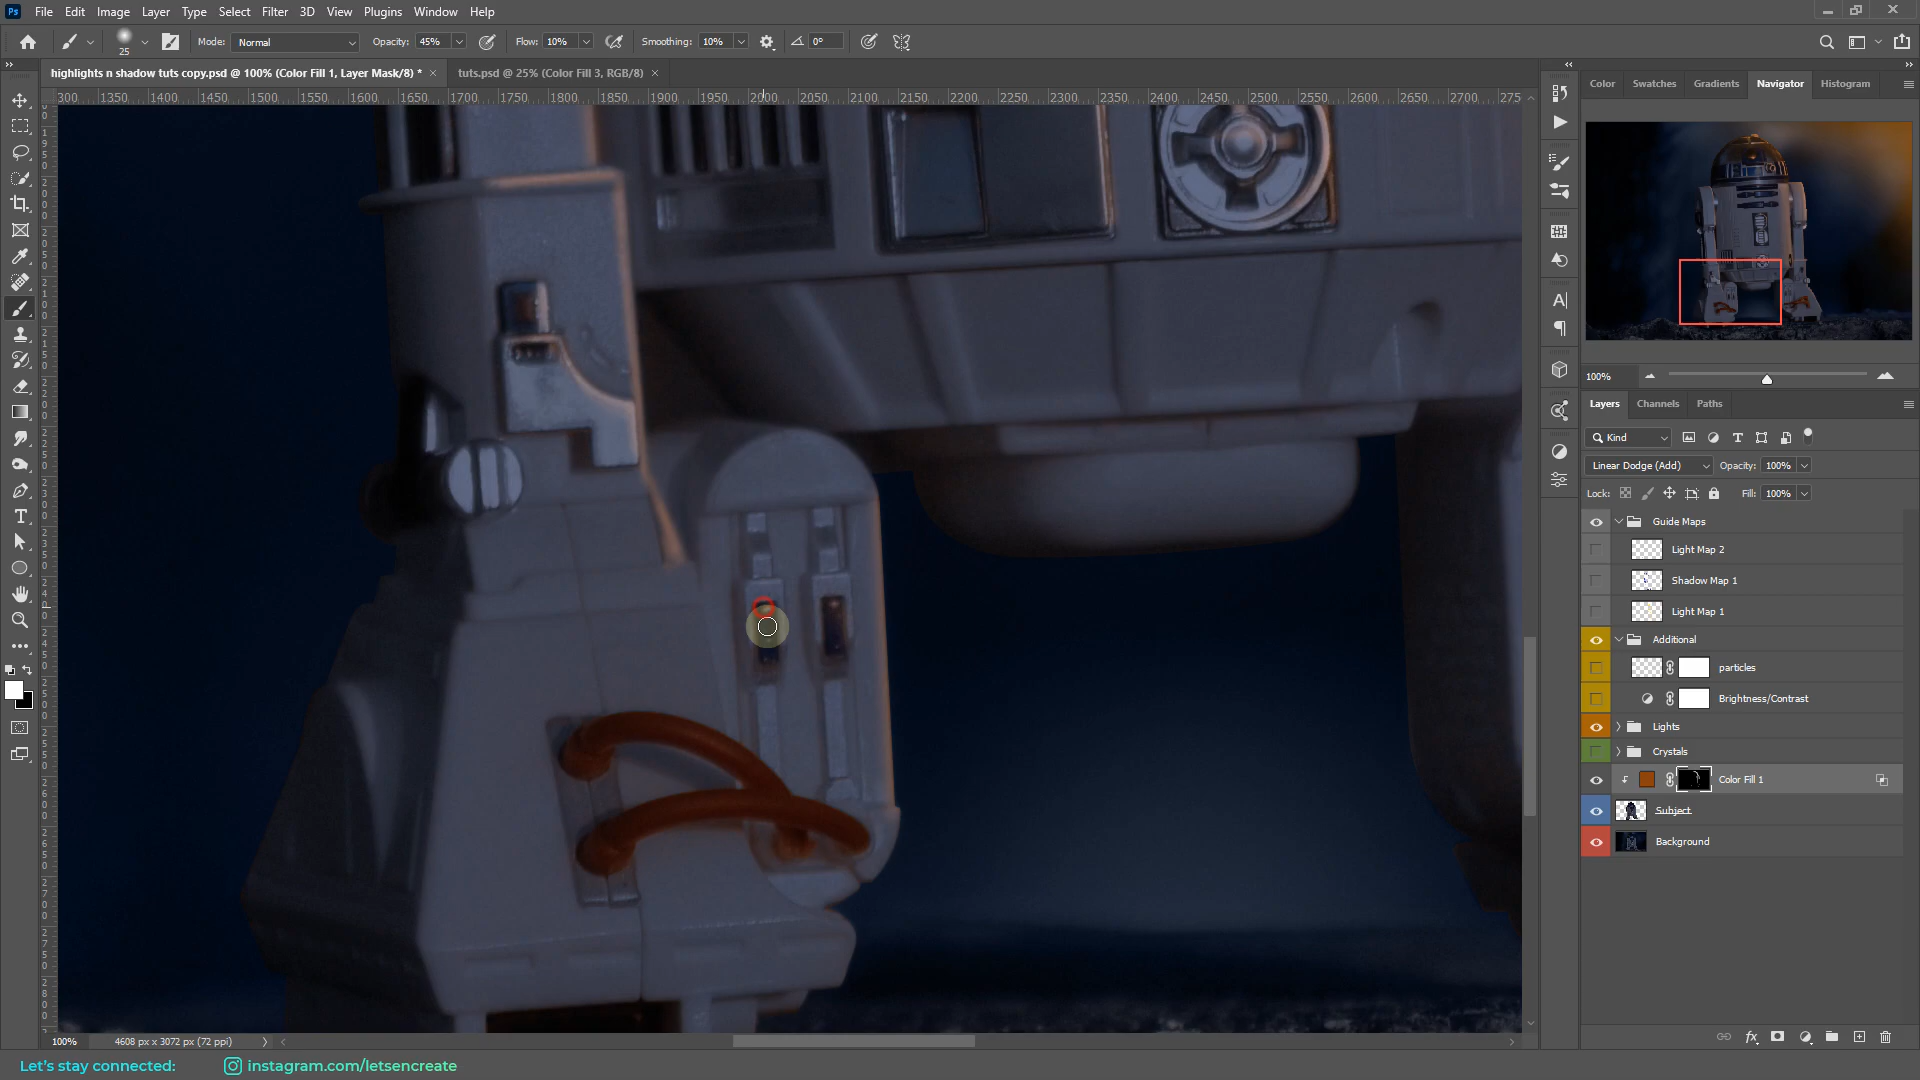 Ps File Edit Image Layer Type Select Filter 3D View Plugins Window Help
25 Mode: Normal Opacity: 45% Flow: 10% Smoothing: 10% 0°
highlights n shadow tuts copy.psd @ 100% (Color Fill 1, Layer Mask/8) * × tuts.psd @ 25% (Color Fill 3, RGB/8) ×
300 1350 1400 1450 1500 1550 1600 1650 1700 1750 1800 1850 1900 1950 2000 2050 2100 2150 2200 2250 2300 2350 2400 2450 2500 2550 2600 2650 2700 275
Color Swatches Gradients Navigator Histogram
100%
Layers Channels Paths
Kind
Linear Dodge (Add) Opacity: 100%
Lock: Fill: 100%
Guide Maps
Light Map 2
Shadow Map 1
Light Map 1
Additional
particles
Brightness/Contrast
Lights
Crystals
Color Fill 1
Subject
Background
100% 4608 px x 3072 px (72 ppi)
Let's stay connected: instagram.com/letsencreate